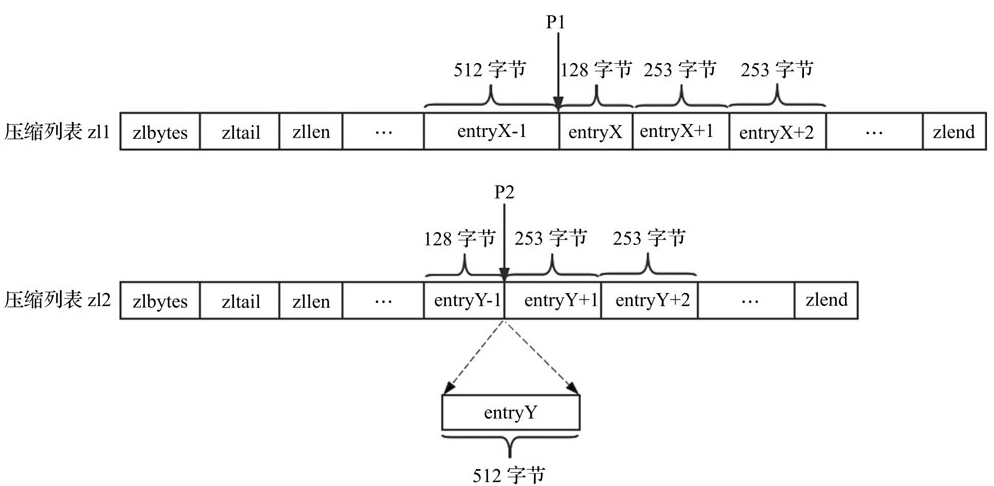 P1
512 字节 128 字节 253 字节 253 字节
压缩列表 zl1 zlbytes zltail zllen … entryX-1 entryX entryX+1 entryX+2 … zlend
P2
128 字节 253 字节 253 字节
压缩列表 zl2 zlbytes zltail zllen … entryY-1 entryY+1 entryY+2 … zlend
entryY
512 字节